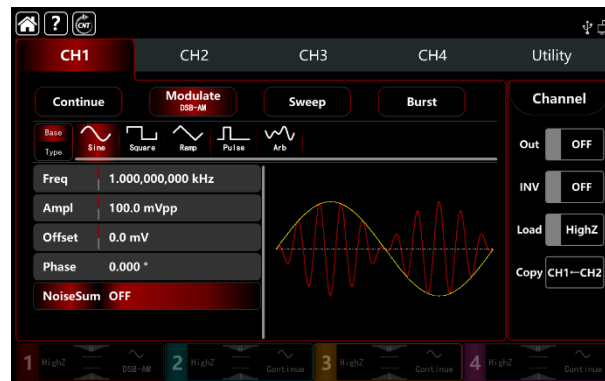 ? CNT
CH1 CH2 CH3 CH4 Utility
Continue Modulate DSB-AM Sweep Burst Channel
Base Type Sine Square Ramp Pulse Arb
Out OFF
Freq 1.000,000,000 kHz
INV OFF
Ampl 100.0 mVpp
Offset 0.0 mV
Load HighZ
Phase 0.000 °
Copy CH1←CH2
NoiseSum OFF
1 HighZ DSB-AM 2 HighZ Continue 3 HighZ Continue 4 HighZ Continue